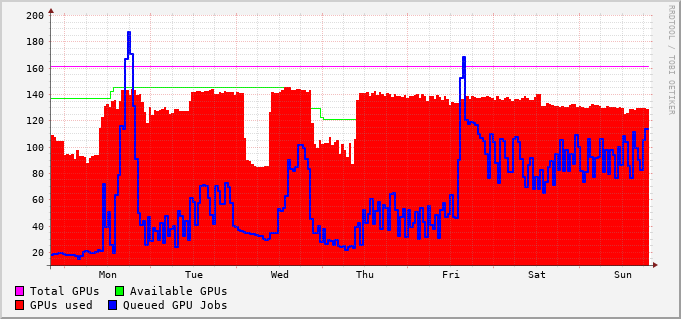 200
180
160
140
120
100
80
60
40
20
Mon Tue Wed Thu Fri Sat Sun
Total GPUs Available GPUs
GPUs used Queued GPU Jobs
RRDTOOL / TOBI OETIKER